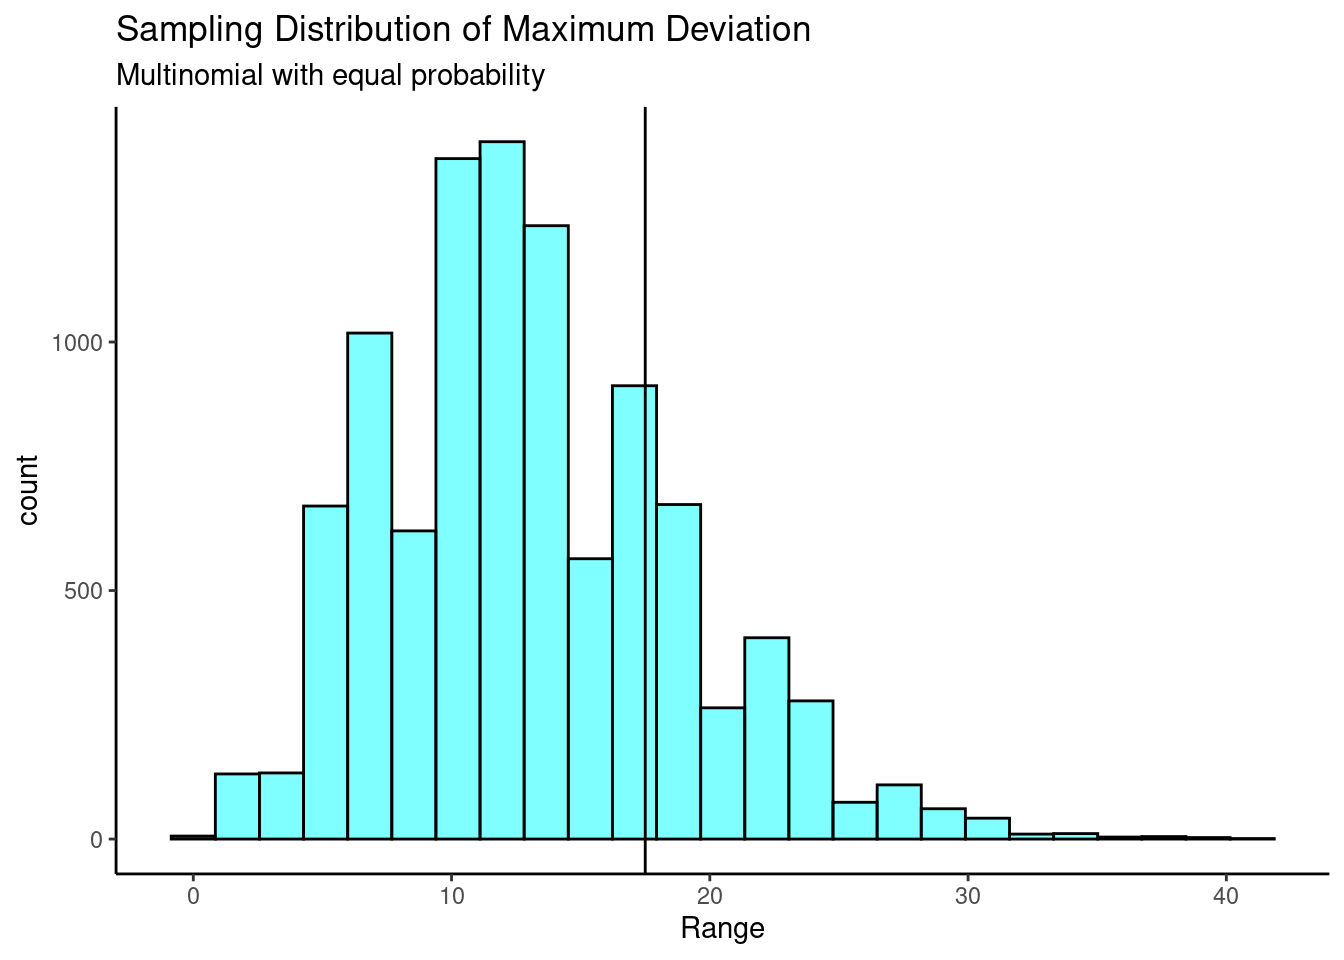 Sampling Distribution of Maximum Deviation
Multinomial with equal probability
count
1000
500
0
0 10 20 30 40
Range